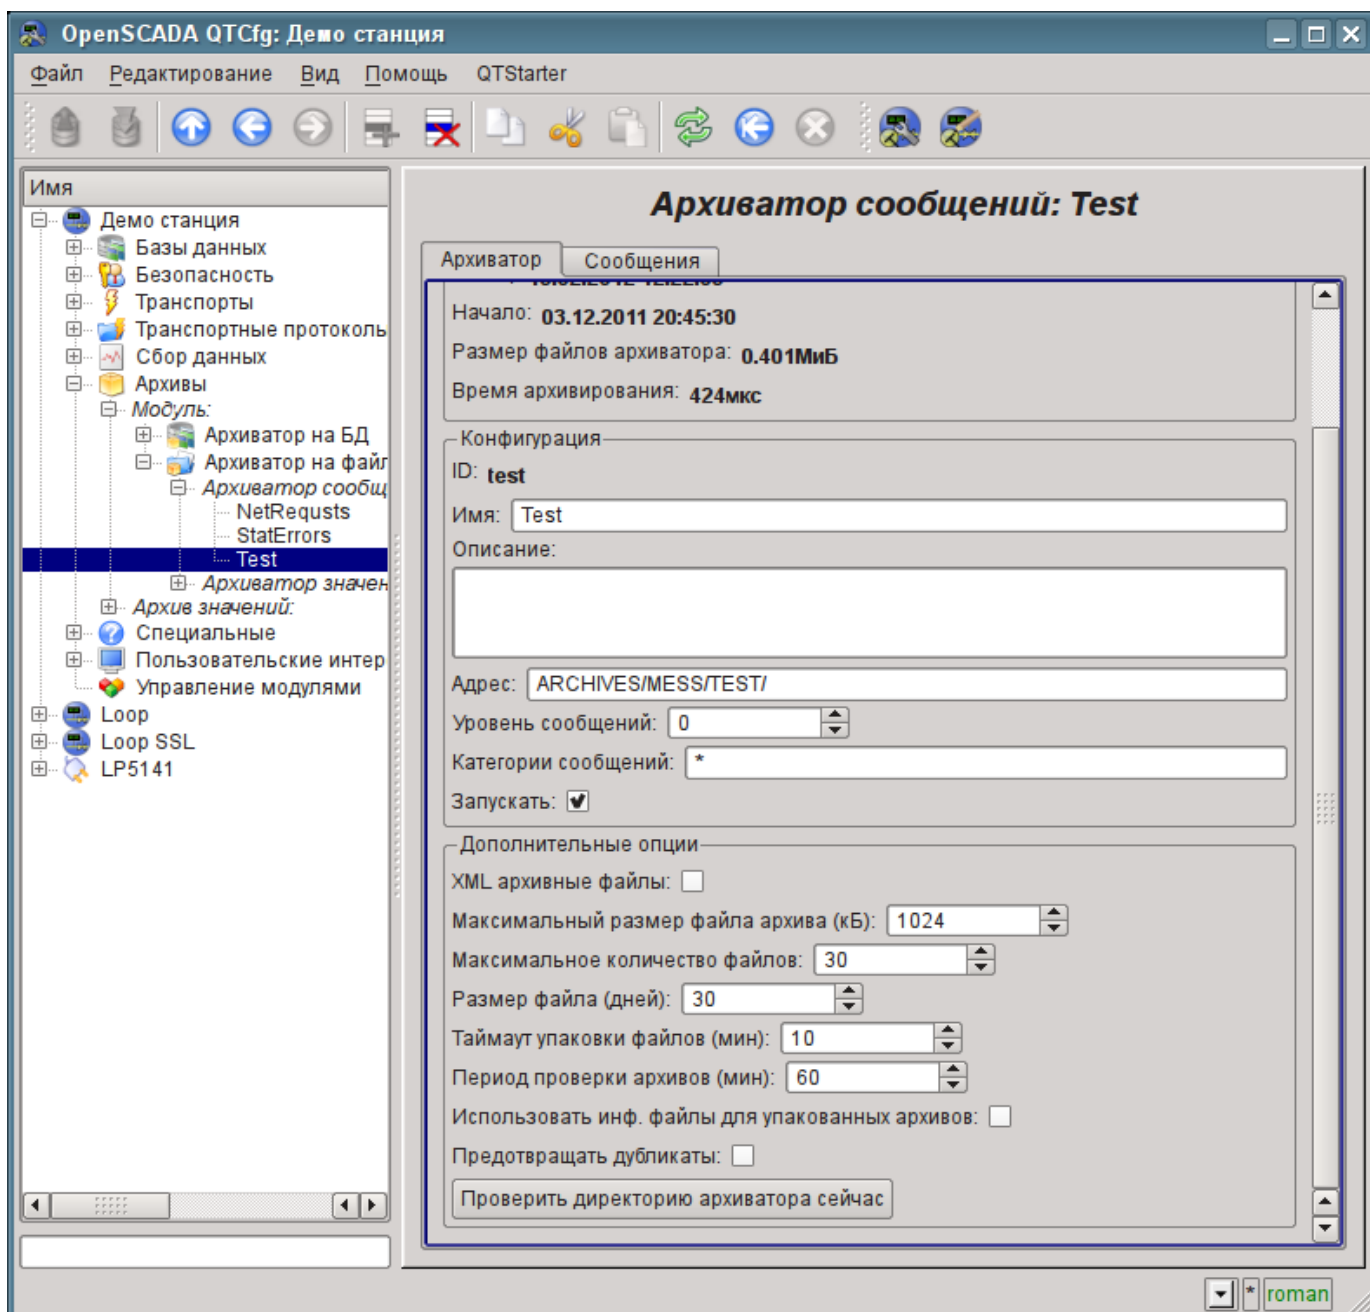 OpenSCADA QTCfg: Демо станция
Файл Редактирование Вид Помощь QTStarter
Имя
Демо станция
Базы данных
Безопасность
Транспорты
Транспортные протоколь
Сбор данных
Архивы
Модуль:
Архиватор на БД
Архиватор на файл
Архиватор сообщ
NetRequsts
StatErrors
Test
Архиватор значен
Архив значений:
Специальные
Пользовательские интер
Управление модулями
Loop
Loop SSL
LP5141
Архиватор сообщений: Test
Архиватор Сообщения
Начало: 03.12.2011 20:45:30
Размер файлов архиватора: 0.401МиБ
Время архивирования: 424мкс
Конфигурация
ID: test
Имя: Test
Описание:
Адрес: ARCHIVES/MESS/TEST/
Уровень сообщений: 0
Категории сообщений: *
Запускать:
Дополнительные опции
XML архивные файлы:
Максимальный размер файла архива (кБ): 1024
Максимальное количество файлов: 30
Размер файла (дней): 30
Таймаут упаковки файлов (мин): 10
Период проверки архивов (мин): 60
Использовать инф. файлы для упакованных архивов:
Предотвращать дубликаты:
Проверить директорию архиватора сейчас
* roman